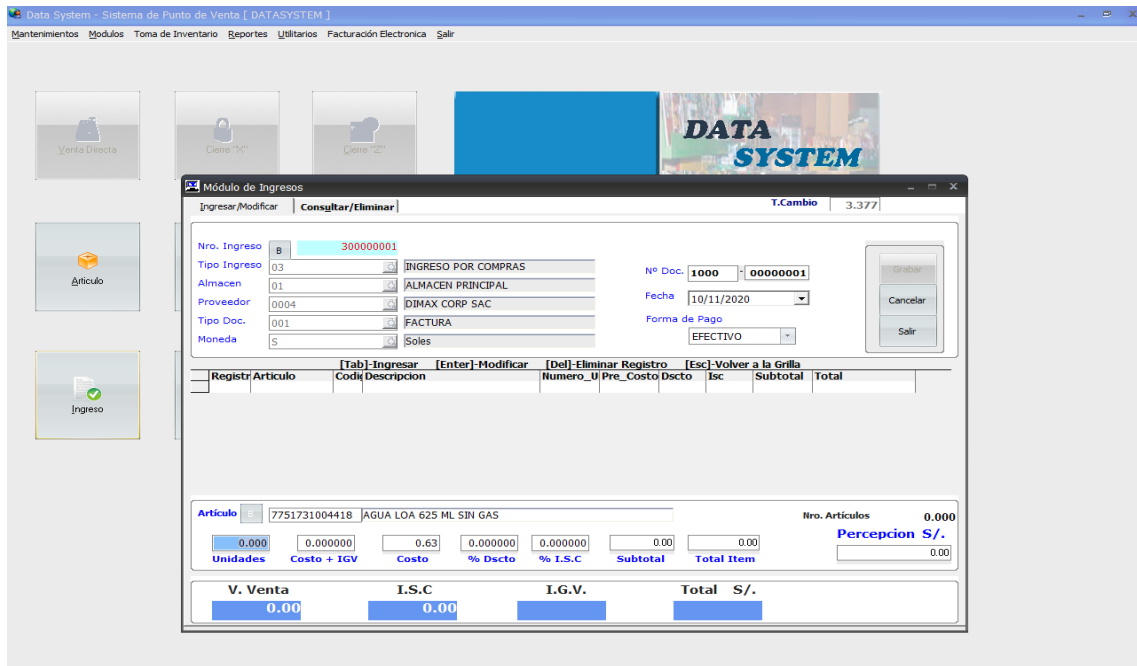 Data System - Sistema de Punto de Venta [ DATASYSTEM ]
Mantenimientos Modulos Toma de Inventario Reportes Utilitarios Facturación Electronica Salir
Venta Directa
Cierre "X"
Cierre "Z"
DATA
SYSTEM
Articulo
Ingreso
Módulo de Ingresos
Ingresar/Modificar Consultar/Eliminar T.Cambio 3.377
Nro. Ingreso B 300000001
Tipo Ingreso 03 INGRESO POR COMPRAS
Almacen 01 ALMACEN PRINCIPAL
Proveedor 0004 DIMAX CORP SAC
Tipo Doc. 001 FACTURA
Moneda S Soles
Nº Doc. 1000 - 00000001
Fecha 10/11/2020
Forma de Pago
EFECTIVO
Grabar
Cancelar
Salir
[Tab]-Ingresar [Enter]-Modificar [Del]-Eliminar Registro [Esc]-Volver a la Grilla
Registr Articulo Codig Descripcion Numero_U Pre_Costo Dscto Isc Subtotal Total
Artículo B 7751731004418 AGUA LOA 625 ML SIN GAS Nro. Artículos 0.000
0.000 0.000000 0.63 0.000000 0.000000 0.00 0.00
Unidades Costo + IGV Costo % Dscto % I.S.C Subtotal Total Item
Percepcion S/.
0.00
V. Venta I.S.C I.G.V. Total S/.
0.00 0.00